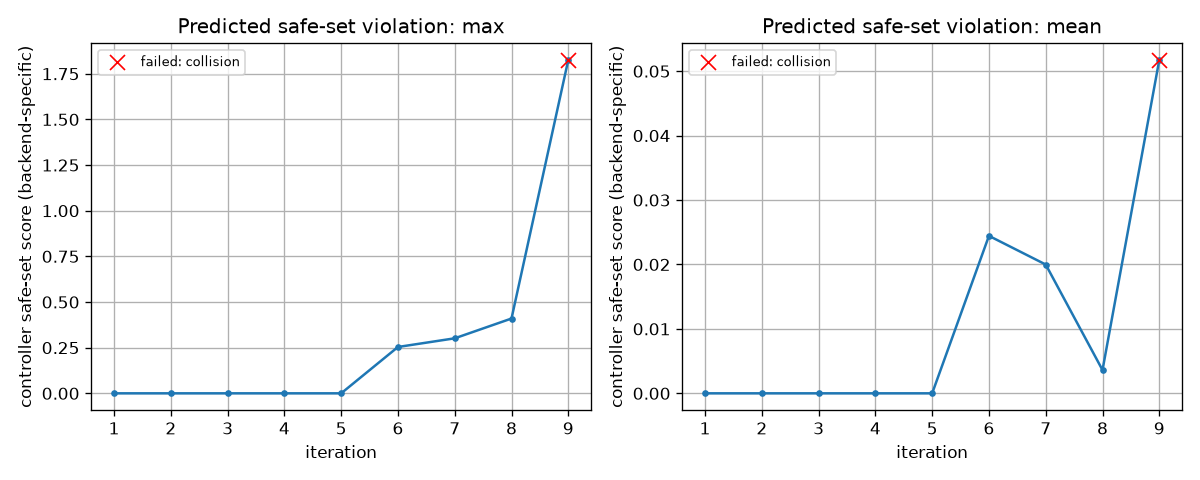 Predicted safe-set violation: max
controller safe-set score (backend-specific)
failed: collision
1.75
1.50
1.25
1.00
0.75
0.50
0.25
0.00
1 2 3 4 5 6 7 8 9
iteration
Predicted safe-set violation: mean
controller safe-set score (backend-specific)
failed: collision
0.05
0.04
0.03
0.02
0.01
0.00
1 2 3 4 5 6 7 8 9
iteration